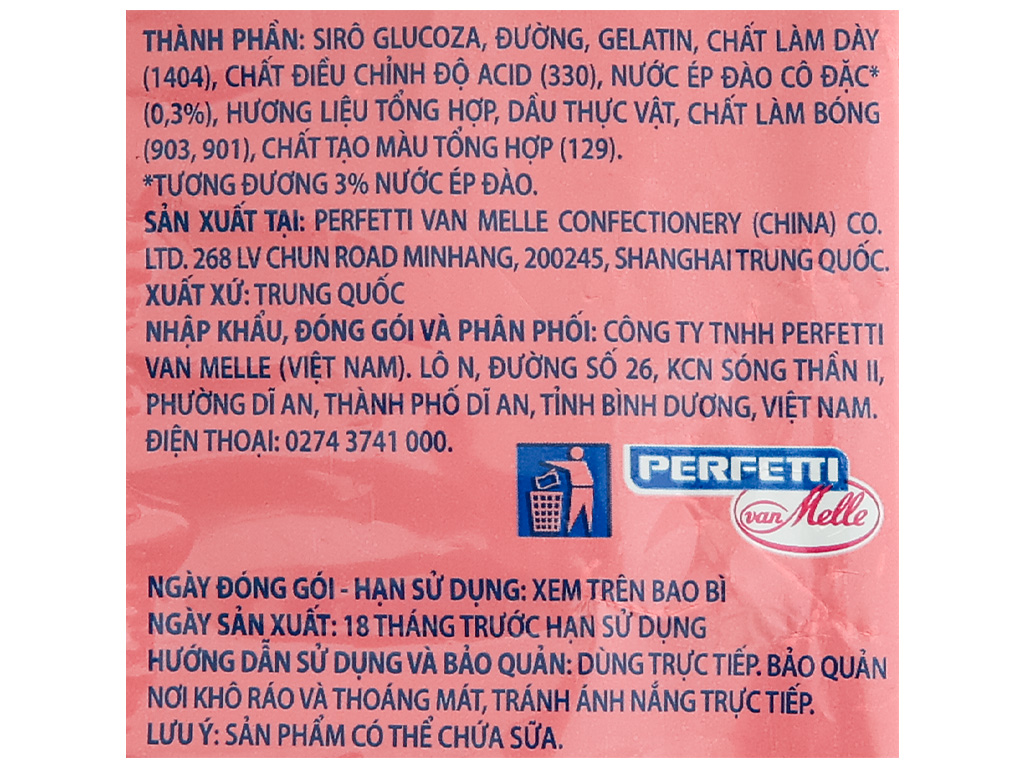 THÀNH PHẦN: SIRÔ GLUCOZA, ĐƯỜNG, GELATIN, CHẤT LÀM DÀY
(1404), CHẤT ĐIỀU CHỈNH ĐỘ ACID (330), NƯỚC ÉP ĐÀO CÔ ĐẶC*
(0,3%), HƯƠNG LIỆU TỔNG HỢP, DẦU THỰC VẬT, CHẤT LÀM BÓNG
(903, 901), CHẤT TẠO MÀU TỔNG HỢP (129).
*TƯƠNG ĐƯƠNG 3% NƯỚC ÉP ĐÀO.
SẢN XUẤT TẠI: PERFETTI VAN MELLE CONFECTIONERY (CHINA) CO.
LTD. 268 LV CHUN ROAD MINHANG, 200245, SHANGHAI TRUNG QUỐC.
XUẤT XỨ: TRUNG QUỐC
NHẬP KHẨU, ĐÓNG GÓI VÀ PHÂN PHỐI: CÔNG TY TNHH PERFETTI
VAN MELLE (VIỆT NAM). LÔ N, ĐƯỜNG SỐ 26, KCN SÓNG THẦN II,
PHƯỜNG DĨ AN, THÀNH PHỐ DĨ AN, TỈNH BÌNH DƯƠNG, VIỆT NAM.
ĐIỆN THOẠI: 0274 3741 000.
PERFETTI
van Melle
NGÀY ĐÓNG GÓI - HẠN SỬ DỤNG: XEM TRÊN BAO BÌ
NGÀY SẢN XUẤT: 18 THÁNG TRƯỚC HẠN SỬ DỤNG
HƯỚNG DẪN SỬ DỤNG VÀ BẢO QUẢN: DÙNG TRỰC TIẾP. BẢO QUẢN
NƠI KHÔ RÁO VÀ THOÁNG MÁT, TRÁNH ÁNH NẮNG TRỰC TIẾP.
LƯU Ý: SẢN PHẨM CÓ THỂ CHỨA SỮA.